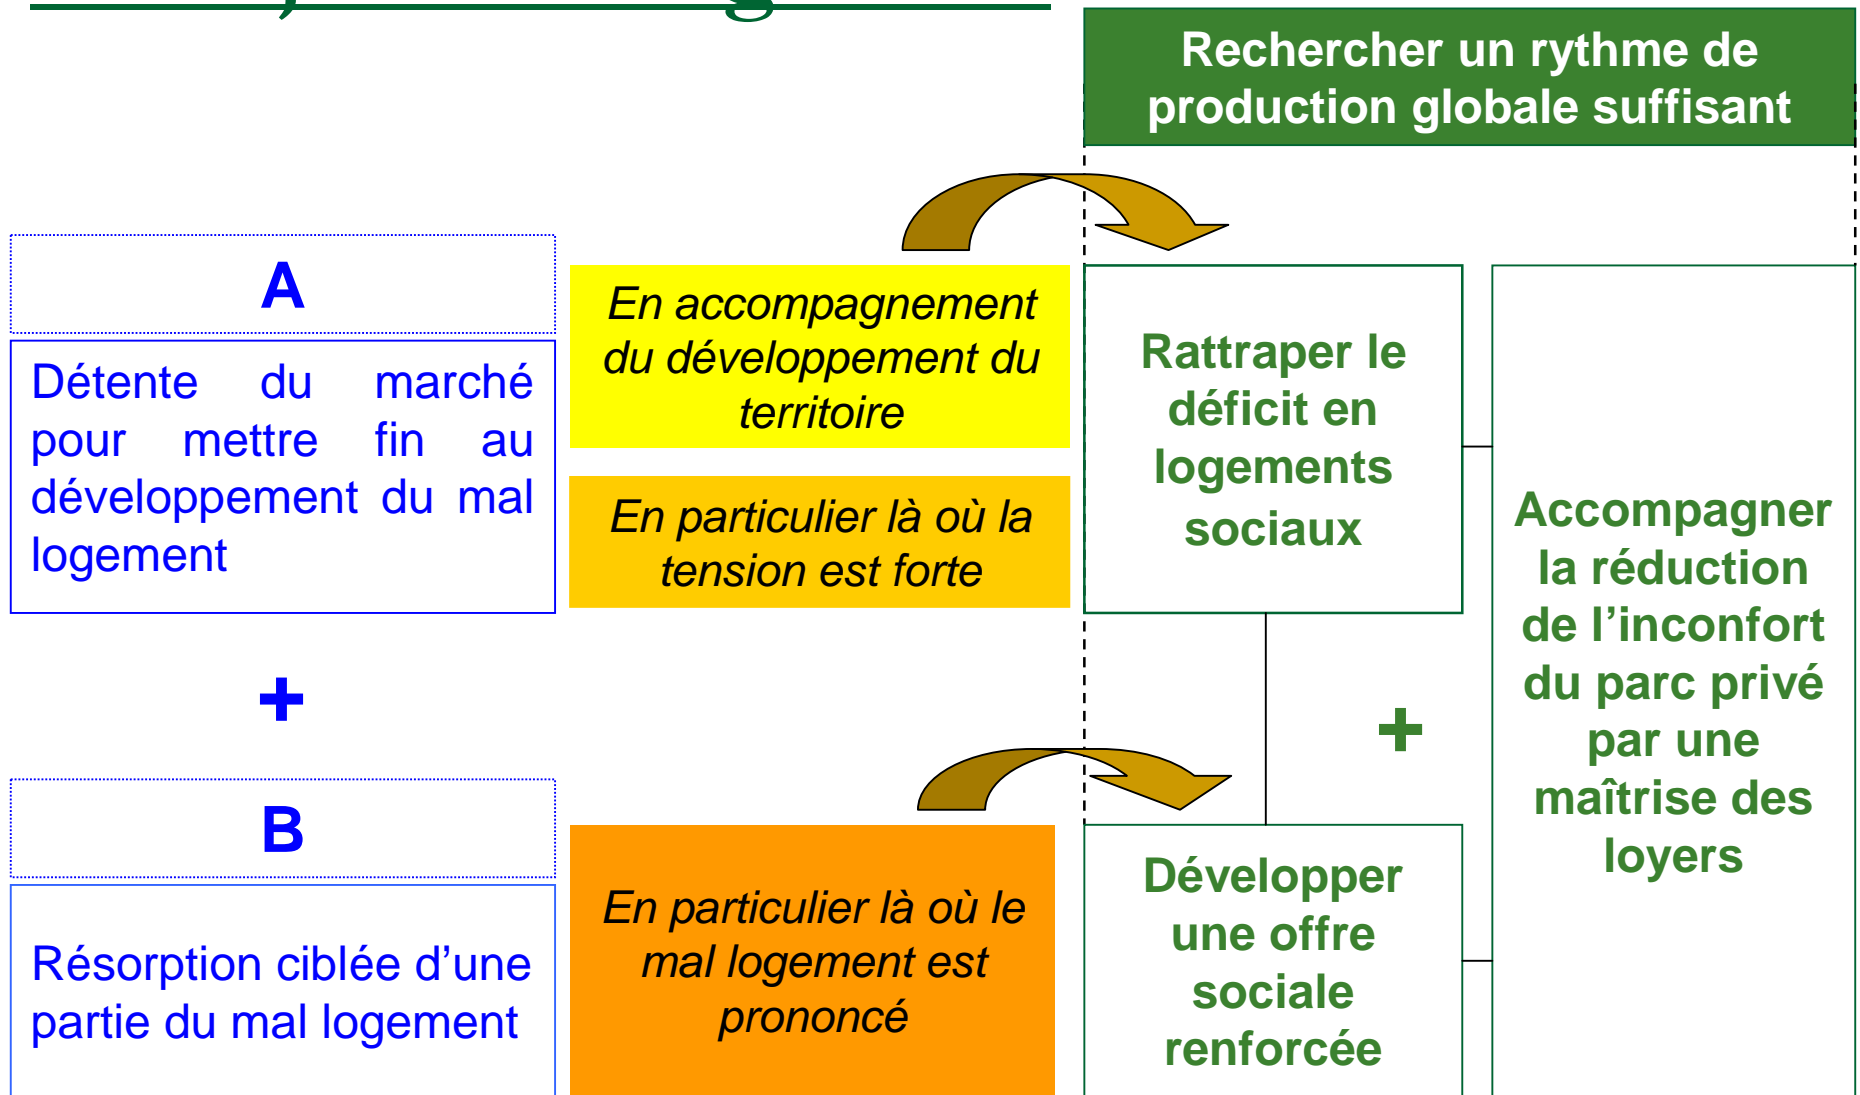 Rechercher un rythme de
production globale suffisant
A
Détente du marché
pour mettre fin au
développement du mal
logement
En accompagnement
du développement du
territoire
En particulier là où la
tension est forte
Rattraper le
déficit en
logements
sociaux
Accompagner
la réduction
de l’inconfort
du parc privé
par une
maîtrise des
loyers
+
+
B
Résorption ciblée d’une
partie du mal logement
En particulier là où le
mal logement est
prononcé
Développer
une offre
sociale
renforcée